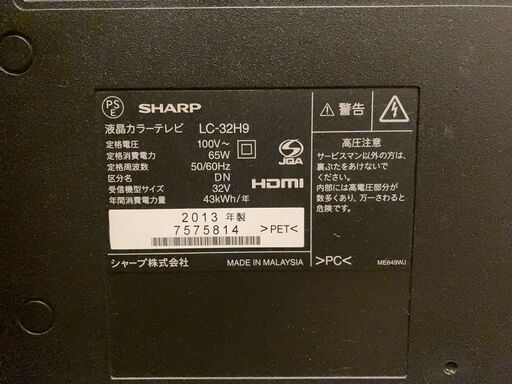 PS
E
SHARP
液晶カラーテレビ LC-32H9
定格電圧 100V~
定格消費電力 65W
定格周波数 50/60Hz
区分名 DN
受信機型サイズ 32V
年間消費電力量 43kWh/年
JQA
HDMI
2013 年製
7575814
>PET<
シャープ株式会社 MADE IN MALAYSIA
警告
高圧注意
サービスマン以外の方は、
裏ぶたをあけないで
ください。
内部には高電圧部分が
数多くあり、万一さわると
危険です。
>PC<
ME649WJ